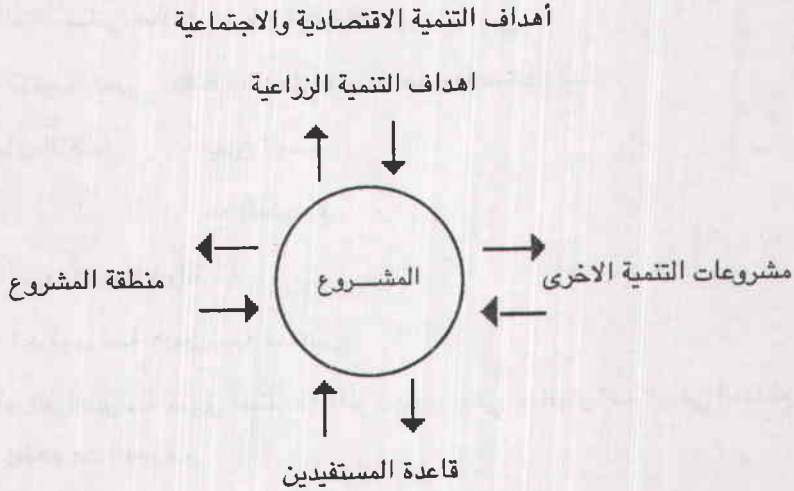 أهداف التنمية الاقتصادية والاجتماعية
اهداف التنمية الزراعية
مشروعات التنمية الاخرى
المشـــروع
منطقة المشروع
قاعدة المستفيدين